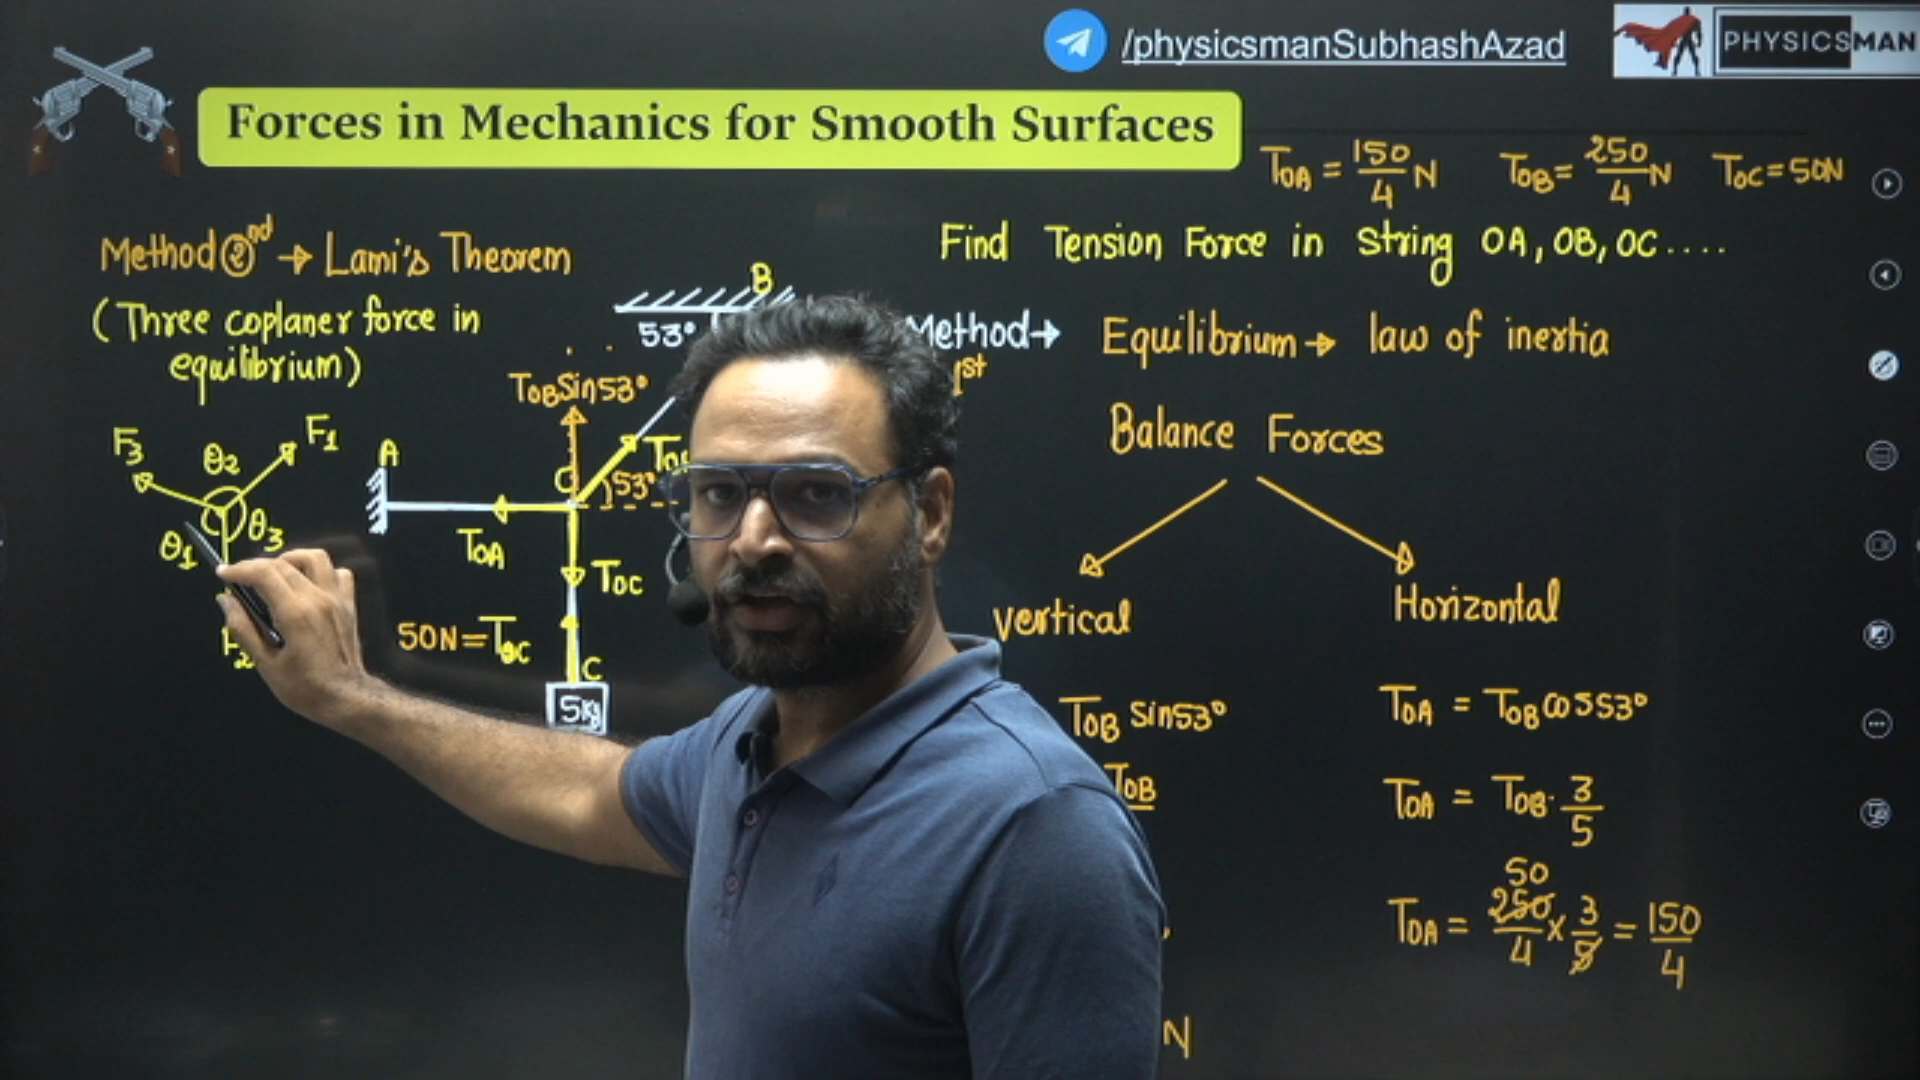 /physicsmanSubhashAzad
PHYSICSMAN
Forces in Mechanics for Smooth Surfaces
TOA = 150/4 N TOB = 250/4 N TOC = 50N
Method 2nd → Lami's Theorem
(Three coplaner force in
equilibrium)
Find Tension Force in String OA, OB, OC....
Method → Equilibrium → law of inertia
1st
Balance Forces
Vertical Horizontal
B
53°
TOB Sin53°
F3 θ2 F1
θ1 θ3
F2
A
O
53°
TOA
TOC
50N = TOC
C
5kg
TOB sin53°
TOB
N
TOA = TOB cos53°
TOA = TOB · 3/5
50
TOA = 250/4 × 3/5 = 150/4